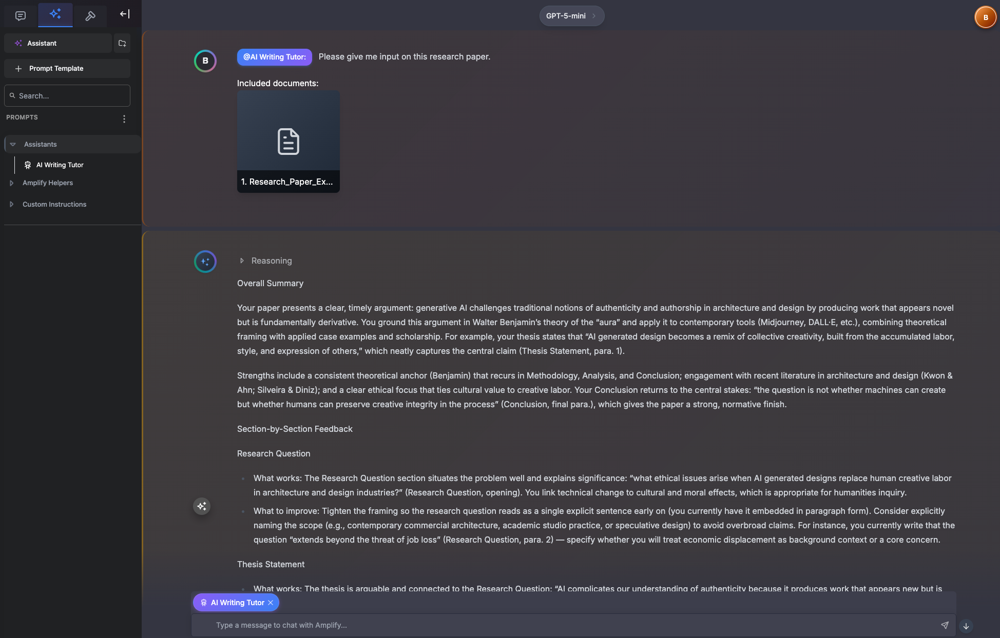 GPT-5-mini
B
Assistant
Prompt Template
Search...
PROMPTS
Assistants
AI Writing Tutor
Amplify Helpers
Custom Instructions
B
@AI Writing Tutor: Please give me input on this research paper.
Included documents:
1. Research_Paper_Ex...
Reasoning
Overall Summary
Your paper presents a clear, timely argument: generative AI challenges traditional notions of authenticity and authorship in architecture and design by producing work that appears novel
but is fundamentally derivative. You ground this argument in Walter Benjamin’s theory of the “aura” and apply it to contemporary tools (Midjourney, DALL·E, etc.), combining theoretical
framing with applied case examples and scholarship. For example, your thesis states that “AI generated design becomes a remix of collective creativity, built from the accumulated labor,
style, and expression of others,” which neatly captures the central claim (Thesis Statement, para. 1).
Strengths include a consistent theoretical anchor (Benjamin) that recurs in Methodology, Analysis, and Conclusion; engagement with recent literature in architecture and design (Kwon &
Ahn; Silveira & Diniz); and a clear ethical focus that ties cultural value to creative labor. Your Conclusion returns to the central stakes: “the question is not whether machines can create
but whether humans can preserve creative integrity in the process” (Conclusion, final para.), which gives the paper a strong, normative finish.
Section-by-Section Feedback
Research Question
• What works: The Research Question section situates the problem well and explains significance: “what ethical issues arise when AI generated designs replace human creative labor
in architecture and design industries?” (Research Question, opening). You link technical change to cultural and moral effects, which is appropriate for humanities inquiry.
• What to improve: Tighten the framing so the research question reads as a single explicit sentence early on (you currently have it embedded in paragraph form). Consider explicitly
naming the scope (e.g., contemporary commercial architecture, academic studio practice, or speculative design) to avoid overbroad claims. For instance, you currently write that the
question “extends beyond the threat of job loss” (Research Question, para. 2) — specify whether you will treat economic displacement as background context or a core concern.
Thesis Statement
• What works: The thesis is arguable and connected to the Research Question: “AI complicates our understanding of authenticity because it produces work that appears new but is
AI Writing Tutor
Type a message to chat with Amplify...